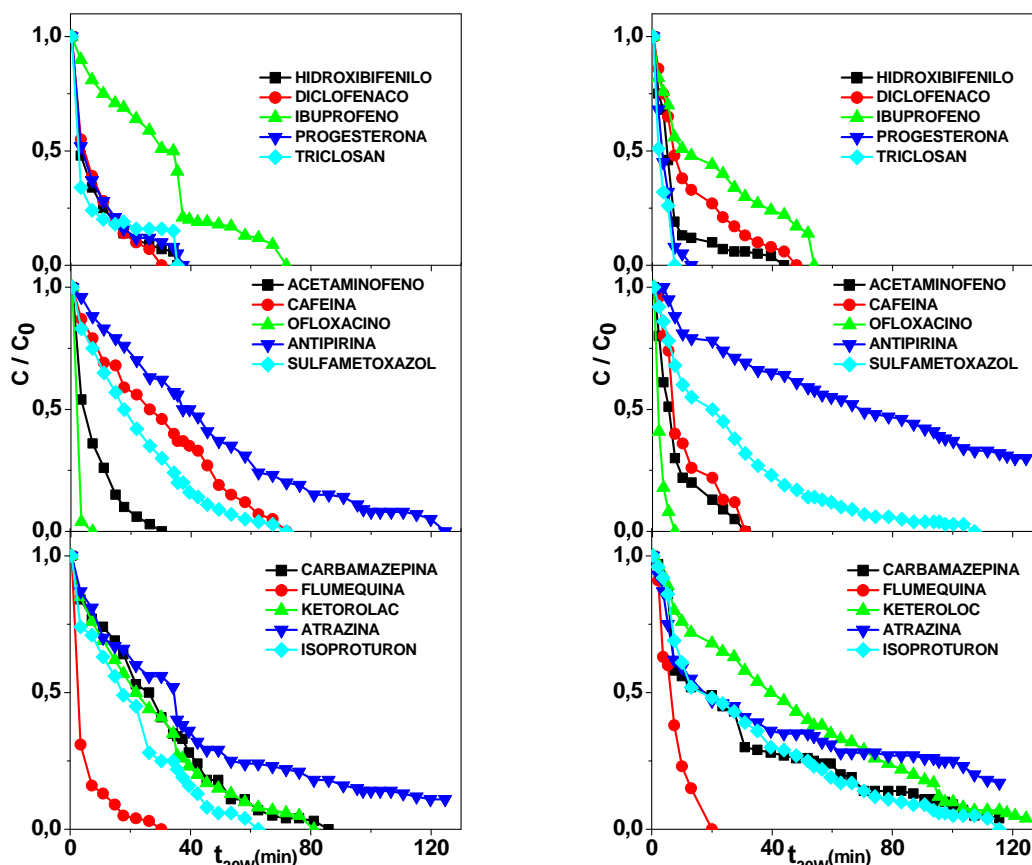 1,0
HIDROXIBIFENILO
DICLOFENACO
IBUPROFENO
0,5
PROGESTERONA
TRICLOSAN
0,0
1,0
ACETAMINOFENO
CAFEINA
OFLOXACINO
ANTIPIRINA
SULFAMETOXAZOL
C / C0
0,5
0,0
1,0
CARBAMAZEPINA
FLUMEQUINA
KETOROLAC
ATRAZINA
ISOPROTURON
0,5
0,0
0 40 80 120
(min)
1,0
HIDROXIBIFENILO
DICLOFENACO
IBUPROFENO
0,5
PROGESTERONA
TRICLOSAN
0,0
1,0
ACETAMINOFENO
CAFEINA
OFLOXACINO
ANTIPIRINA
SULFAMETOXAZOL
C / C0
0,5
0,0
1,0
CARBAMAZEPINA
FLUMEQUINA
KETEROLOC
ATRAZINA
ISOPROTURON
0,5
0,0
0 40 80 120
(min)